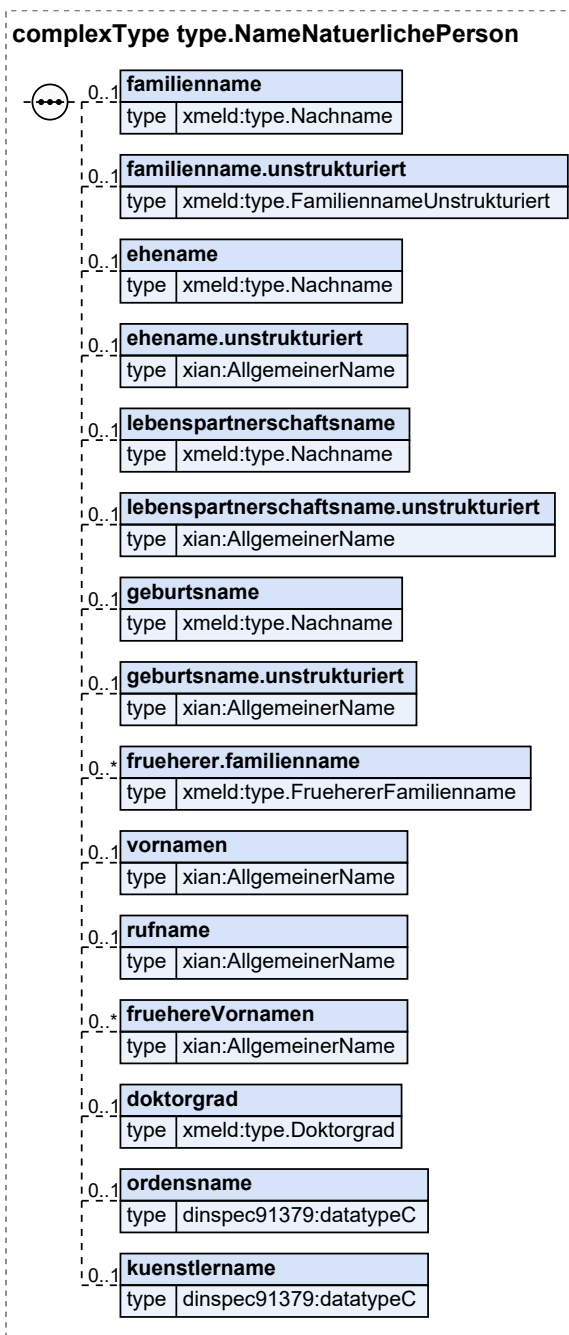 complexType type.NameNatuerlichePerson
0..1 familienname
type xmeld:type.Nachname
0..1 familienname.unstrukturiert
type xmeld:type.FamiliennameUnstrukturiert
0..1 ehename
type xmeld:type.Nachname
0..1 ehename.unstrukturiert
type xian:AllgemeinerName
0..1 lebenspartnerschaftsname
type xmeld:type.Nachname
0..1 lebenspartnerschaftsname.unstrukturiert
type xian:AllgemeinerName
0..1 geburtsname
type xmeld:type.Nachname
0..1 geburtsname.unstrukturiert
type xian:AllgemeinerName
0..* frueherer.familienname
type xmeld:type.FruehererFamilienname
0..1 vornamen
type xian:AllgemeinerName
0..1 rufname
type xian:AllgemeinerName
0..* fruehereVornamen
type xian:AllgemeinerName
0..1 doktorgrad
type xmeld:type.Doktorgrad
0..1 ordensname
type dinspec91379:datatypeC
0..1 kuenstlername
type dinspec91379:datatypeC